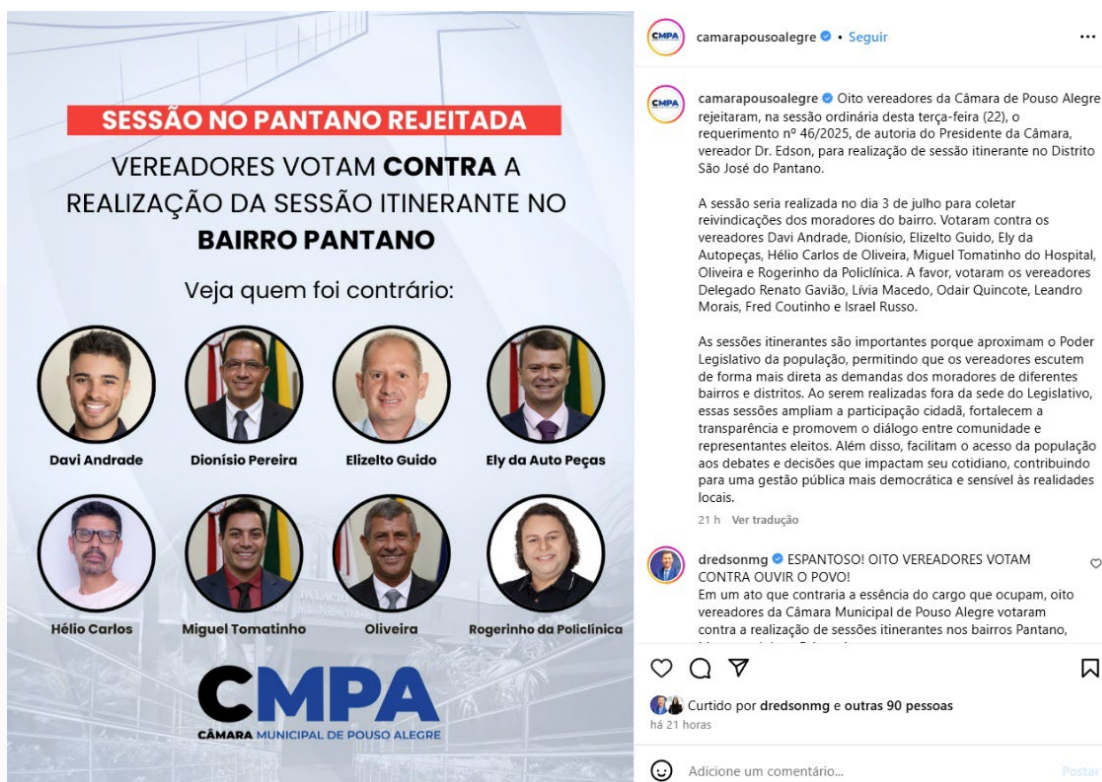 SESSÃO NO PANTANO REJEITADA
VEREADORES VOTAM CONTRA A
REALIZAÇÃO DA SESSÃO ITINERANTE NO
BAIRRO PANTANO
Veja quem foi contrário:
Davi Andrade
Dionísio Pereira
Elizelto Guido
Ely da Auto Peças
Hélio Carlos
Miguel Tomatinho
Oliveira
Rogerinho da Policlínica
CMPA
CÂMARA MUNICIPAL DE POUSO ALEGRE
CMPA
camarapousoalegre • Seguir
CMPA
camarapousoalegre Oito vereadores da Câmara de Pouso Alegre
rejeitaram, na sessão ordinária desta terça-feira (22), o
requerimento nº 46/2025, de autoria do Presidente da Câmara,
vereador Dr. Edson, para realização de sessão itinerante no Distrito
São José do Pantano.
A sessão seria realizada no dia 3 de julho para coletar
reivindicações dos moradores do bairro. Votaram contra os
vereadores Davi Andrade, Dionísio, Elizelto Guido, Ely da
Autopeças, Hélio Carlos de Oliveira, Miguel Tomatinho do Hospital,
Oliveira e Rogerinho da Policlínica. A favor, votaram os vereadores
Delegado Renato Gavião, Lívia Macedo, Odair Quincote, Leandro
Morais, Fred Coutinho e Israel Russo.
As sessões itinerantes são importantes porque aproximam o Poder
Legislativo da população, permitindo que os vereadores escutem
de forma mais direta as demandas dos moradores de diferentes
bairros e distritos. Ao serem realizadas fora da sede do Legislativo,
essas sessões ampliam a participação cidadã, fortalecem a
transparência e promovem o diálogo entre comunidade e
representantes eleitos. Além disso, facilitam o acesso da população
aos debates e decisões que impactam seu cotidiano, contribuindo
para uma gestão pública mais democrática e sensível às realidades
locais.
21 h Ver tradução
dredsonmg ESPANTOSO! OITO VEREADORES VOTAM
CONTRA OUVIR O POVO!
Em um ato que contraria a essência do cargo que ocupam, oito
vereadores da Câmara Municipal de Pouso Alegre votaram
contra a realização de sessões itinerantes nos bairros Pantano,
Curtido por dredsonmg e outras 90 pessoas
há 21 horas
Adicione um comentário...
Postar